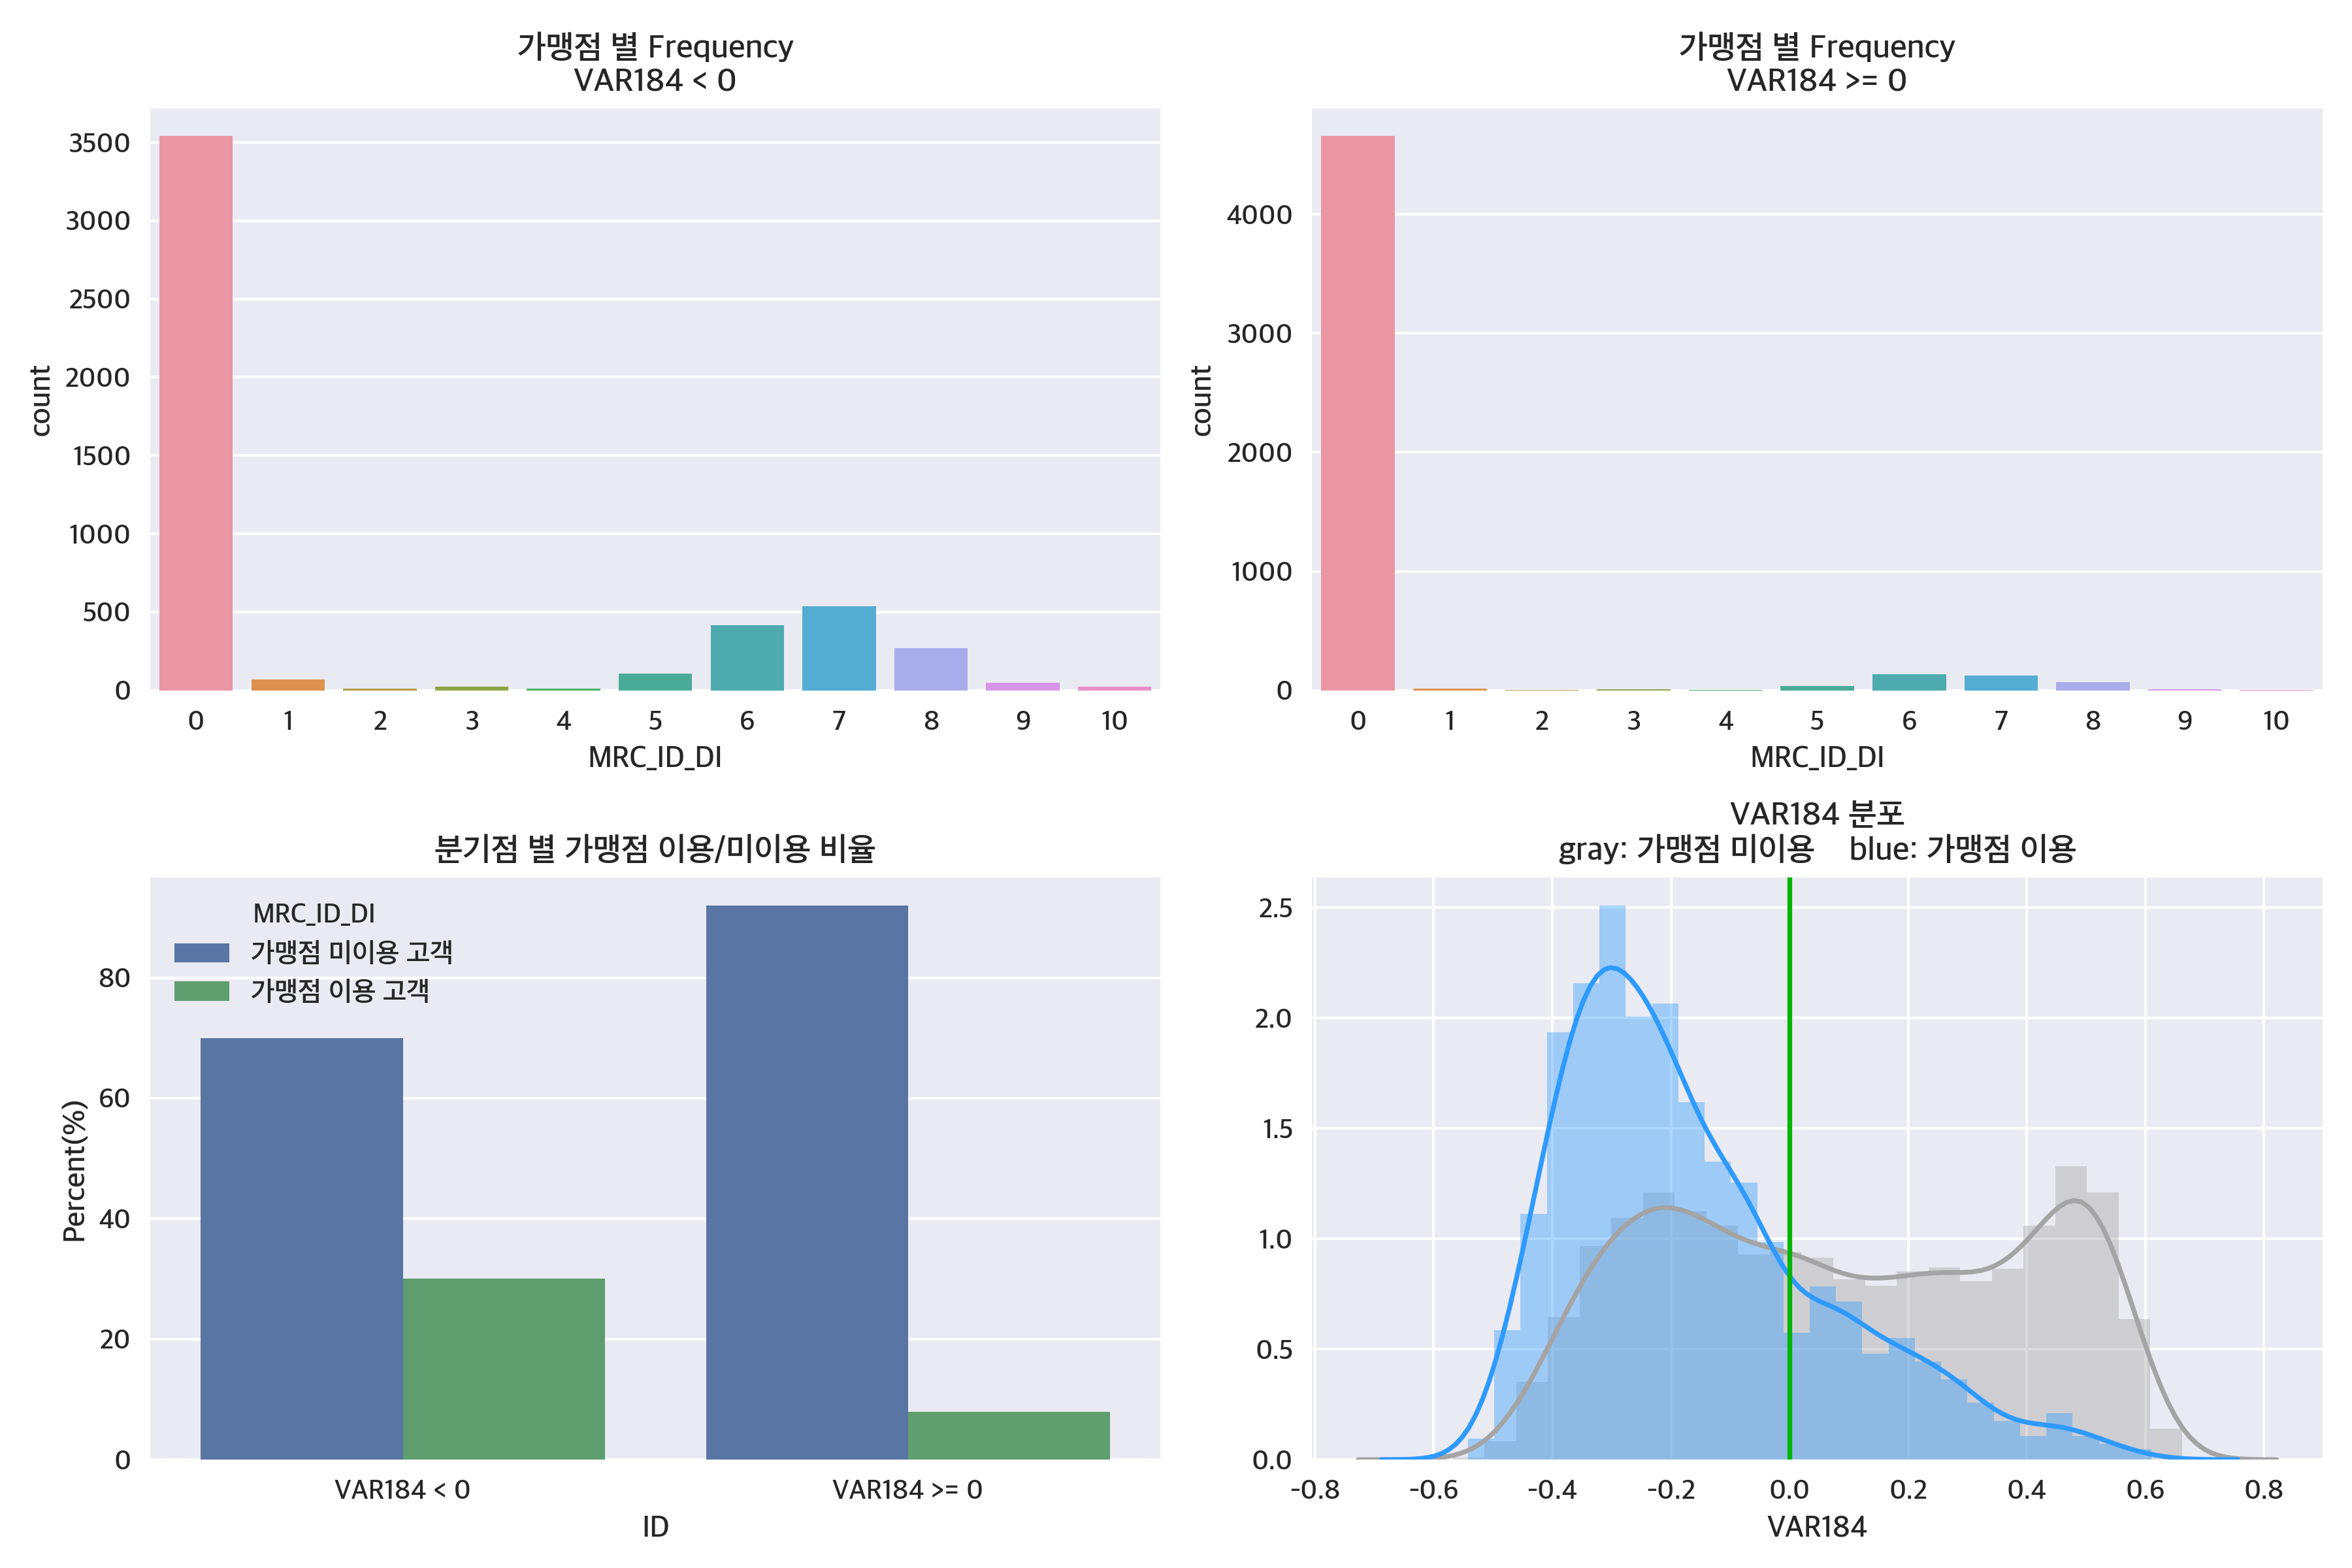 가맹점 별 Frequency
VAR184 < 0
3500
3000
2500
2000
1500
1000
500
0
count
0 1 2 3 4 5 6 7 8 9 10
MRC_ID_DI
가맹점 별 Frequency
VAR184 >= 0
4000
3000
2000
1000
0
count
0 1 2 3 4 5 6 7 8 9 10
MRC_ID_DI
분기점 별 가맹점 이용/미이용 비율
MRC_ID_DI
가맹점 미이용 고객
가맹점 이용 고객
80
60
40
20
0
Percent(%)
VAR184 < 0 VAR184 >= 0
ID
VAR184 분포
gray: 가맹점 미이용 blue: 가맹점 이용
2.5
2.0
1.5
1.0
0.5
0.0
-0.8 -0.6 -0.4 -0.2 0.0 0.2 0.4 0.6 0.8
VAR184